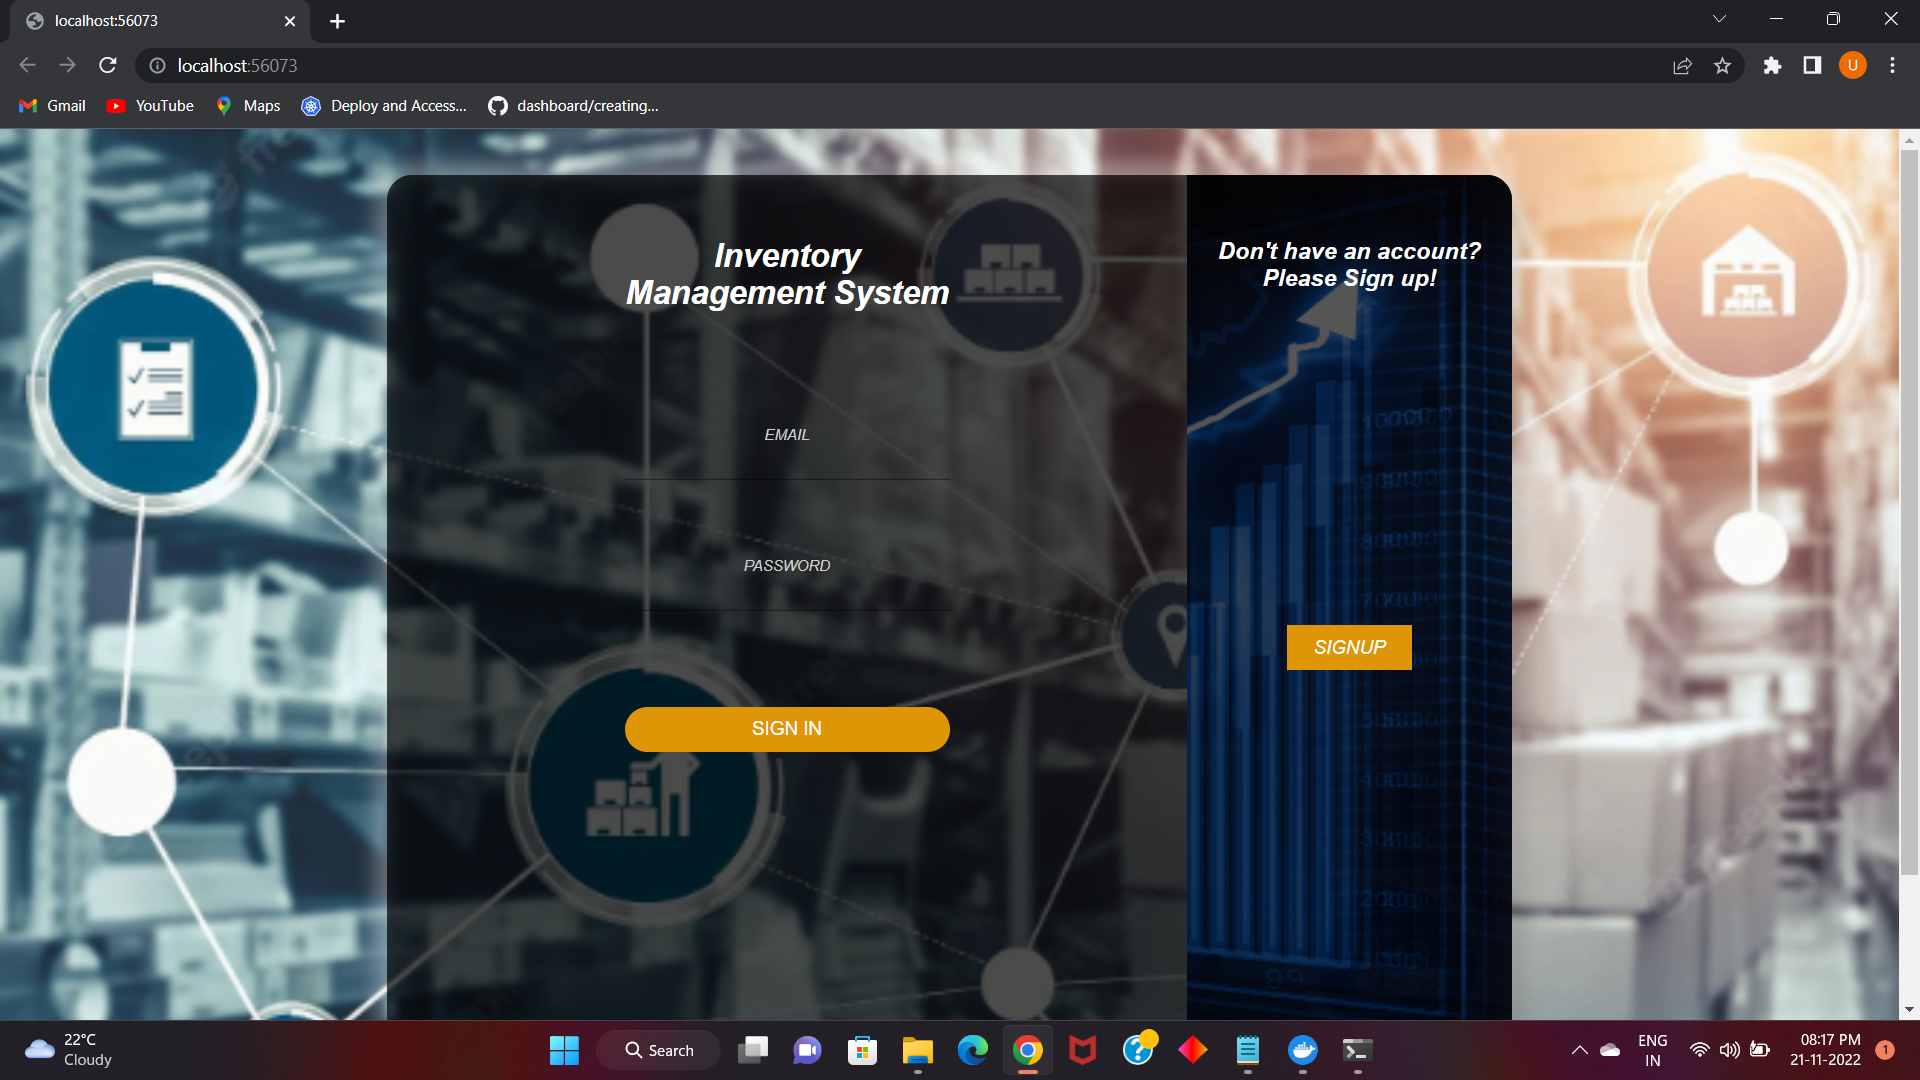 localhost:56073
localhost:56073
U
Gmail
YouTube
Maps
Deploy and Access...
dashboard/creating...
Inventory
Management System
EMAIL
PASSWORD
SIGN IN
Don't have an account?
Please Sign up!
SIGNUP
22°C
Cloudy
Search
ENG
IN
08:17 PM
21-11-2022
1